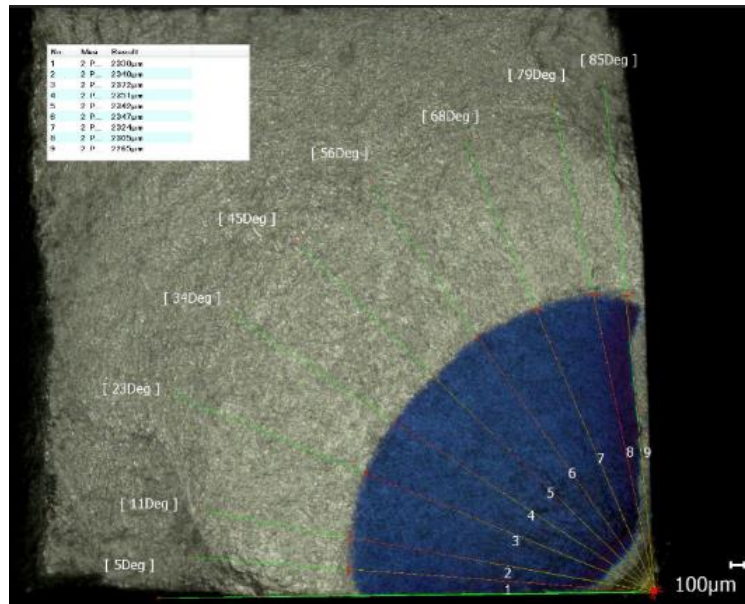 No Mea Result
1 2 P... 2330µm
2 2 P... 2340µm
3 2 P... 2372µm
4 2 P... 2351µm
5 2 P... 2342µm
6 2 P... 2347µm
7 2 P... 2324µm
8 2 P... 2305µm
9 2 P... 2265µm
[ 85Deg ]
[ 79Deg ]
[ 68Deg ]
[ 56Deg ]
[ 45Deg ]
[ 34Deg ]
[ 23Deg ]
[ 11Deg ]
[ 5Deg ]
9
8
7
6
5
4
3
2
1
100µm